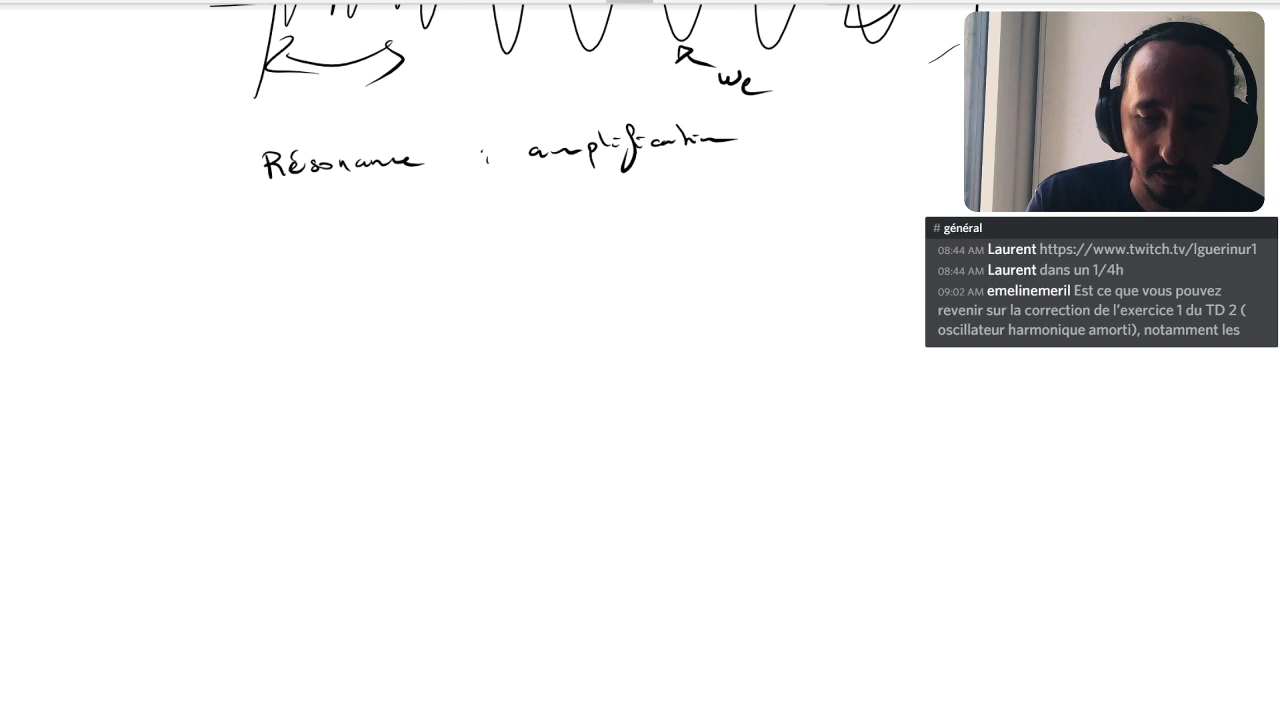 ωe
Résonance : amplification
# général
08:44 AM Laurent https://www.twitch.tv/lguerinur1
08:44 AM Laurent dans un 1/4h
09:02 AM emelinemeril Est ce que vous pouvez
revenir sur la correction de l'exercice 1 du TD 2 (
oscillateur harmonique amorti), notamment les